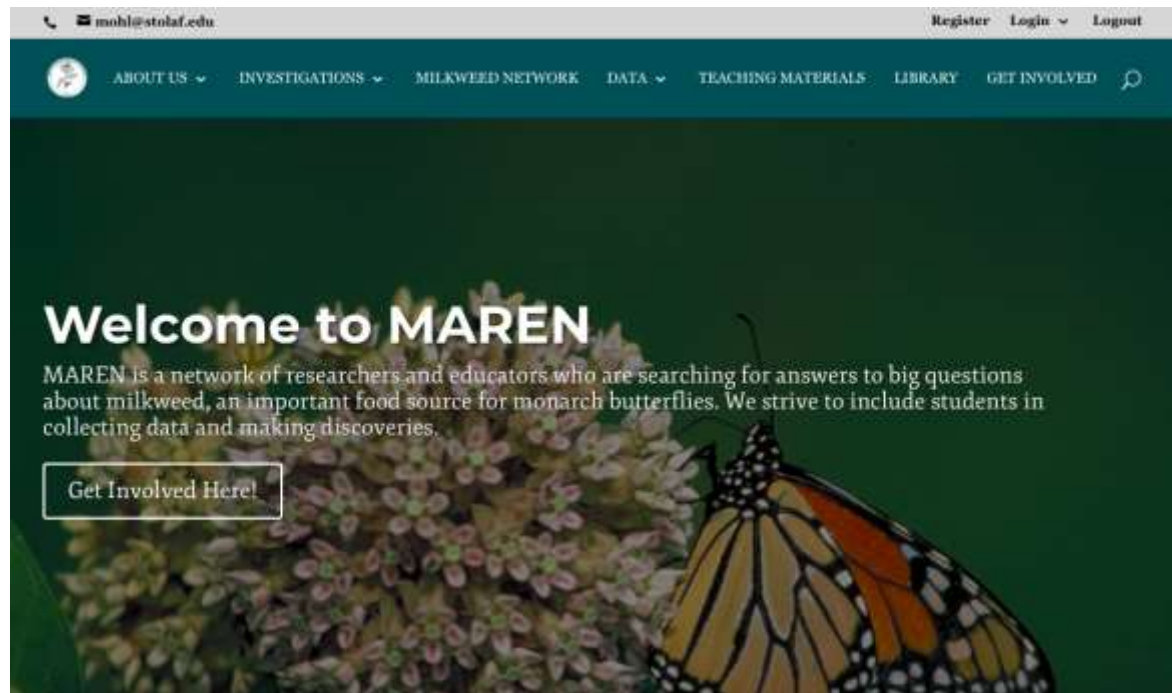 mohl@stolaf.edu Register Login Logout
ABOUT US INVESTIGATIONS MILKWEED NETWORK DATA TEACHING MATERIALS LIBRARY GET INVOLVED
Welcome to MAREN
MAREN is a network of researchers and educators who are searching for answers to big questions
about milkweed, an important food source for monarch butterflies. We strive to include students in
collecting data and making discoveries.
Get Involved Here!